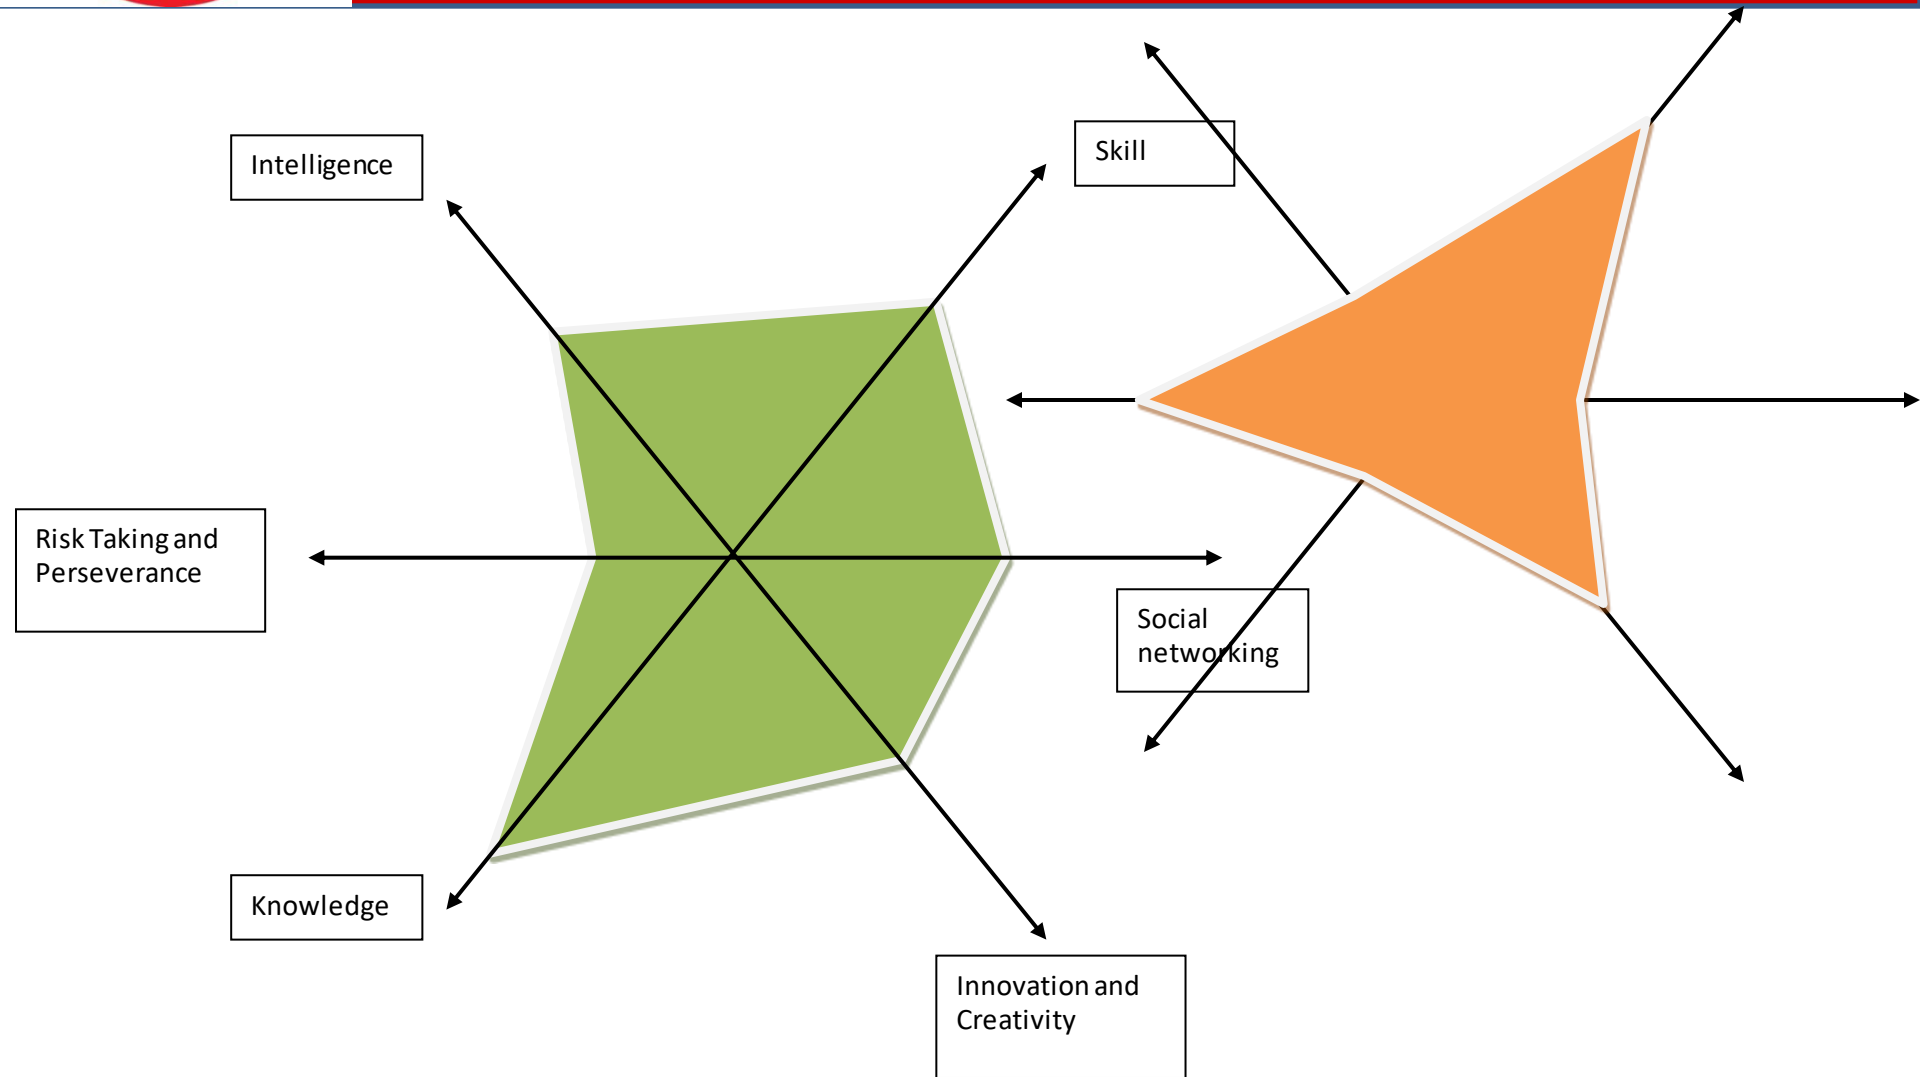 Intelligence
Skill
Risk Taking and
Perseverance
Social
networking
Knowledge
Innovation and
Creativity